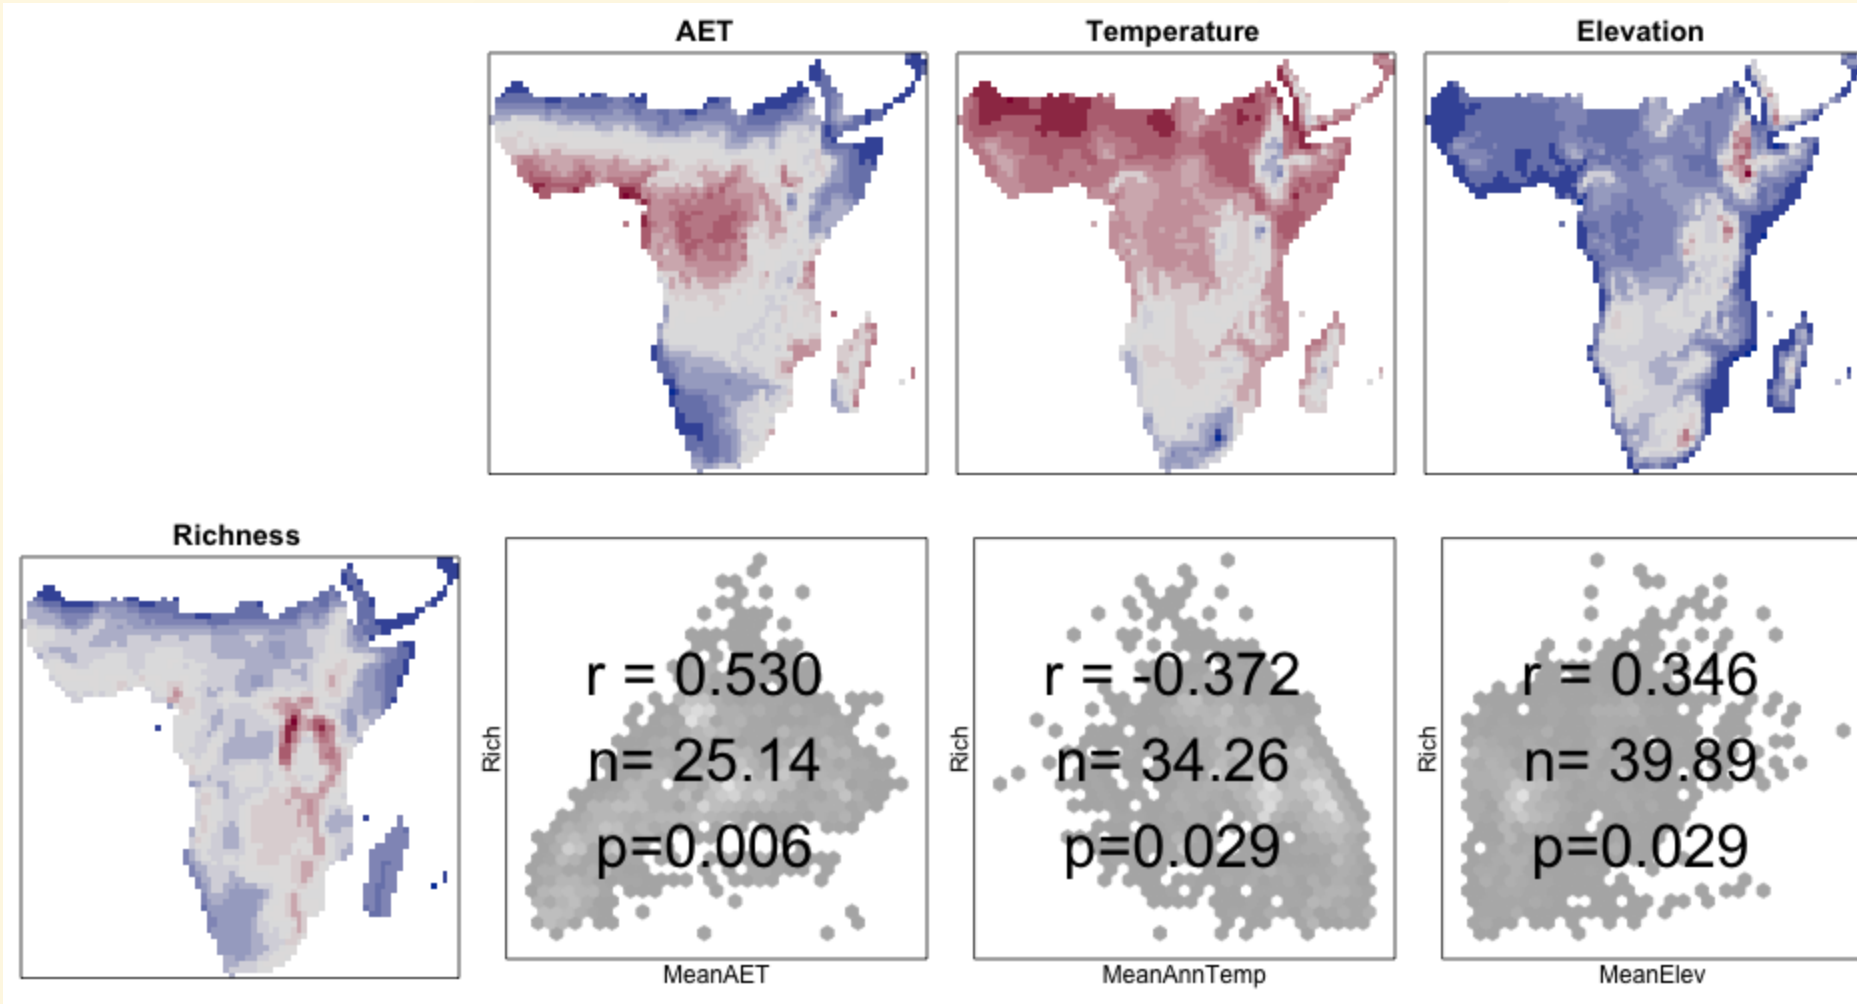 AET
Temperature
Elevation
Richness
Rich
r = 0.530
n= 25.14
p=0.006
MeanAET
Rich
r = -0.372
n= 34.26
p=0.029
MeanAnnTemp
Rich
r = 0.346
n= 39.89
p=0.029
MeanElev